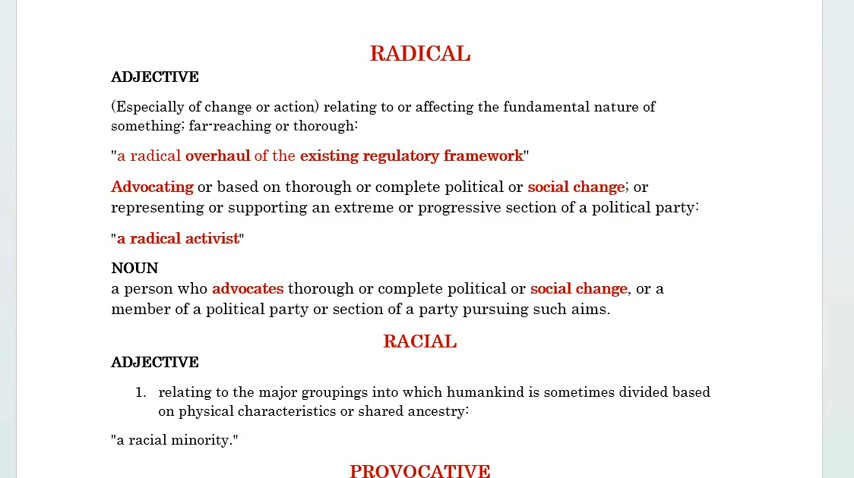 RADICAL
ADJECTIVE
(Especially of change or action) relating to or affecting the fundamental nature of
something; far-reaching or thorough:
"a radical overhaul of the existing regulatory framework"
Advocating or based on thorough or complete political or social change; or
representing or supporting an extreme or progressive section of a political party:
"a radical activist"
NOUN
a person who advocates thorough or complete political or social change, or a
member of a political party or section of a party pursuing such aims.
RACIAL
ADJECTIVE
1. relating to the major groupings into which humankind is sometimes divided based
on physical characteristics or shared ancestry:
"a racial minority."
PROVOCATIVE